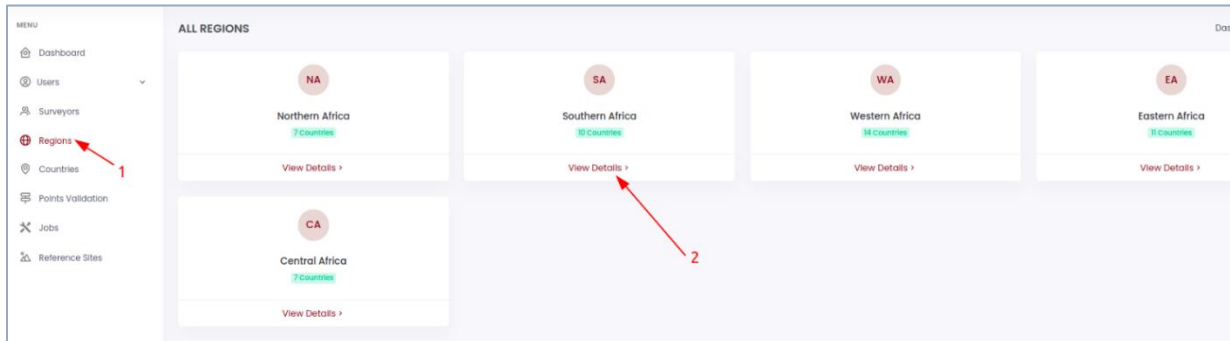 MENU
Dashboard
Users
Surveyors
Regions
Countries
Points Validation
Jobs
Reference Sites
1
ALL REGIONS
Das
NA
Northern Africa
7 Countries
View Details >
SA
Southern Africa
10 Countries
View Details >
2
WA
Western Africa
14 Countries
View Details >
EA
Eastern Africa
11 Countries
View Details >
CA
Central Africa
7 Countries
View Details >